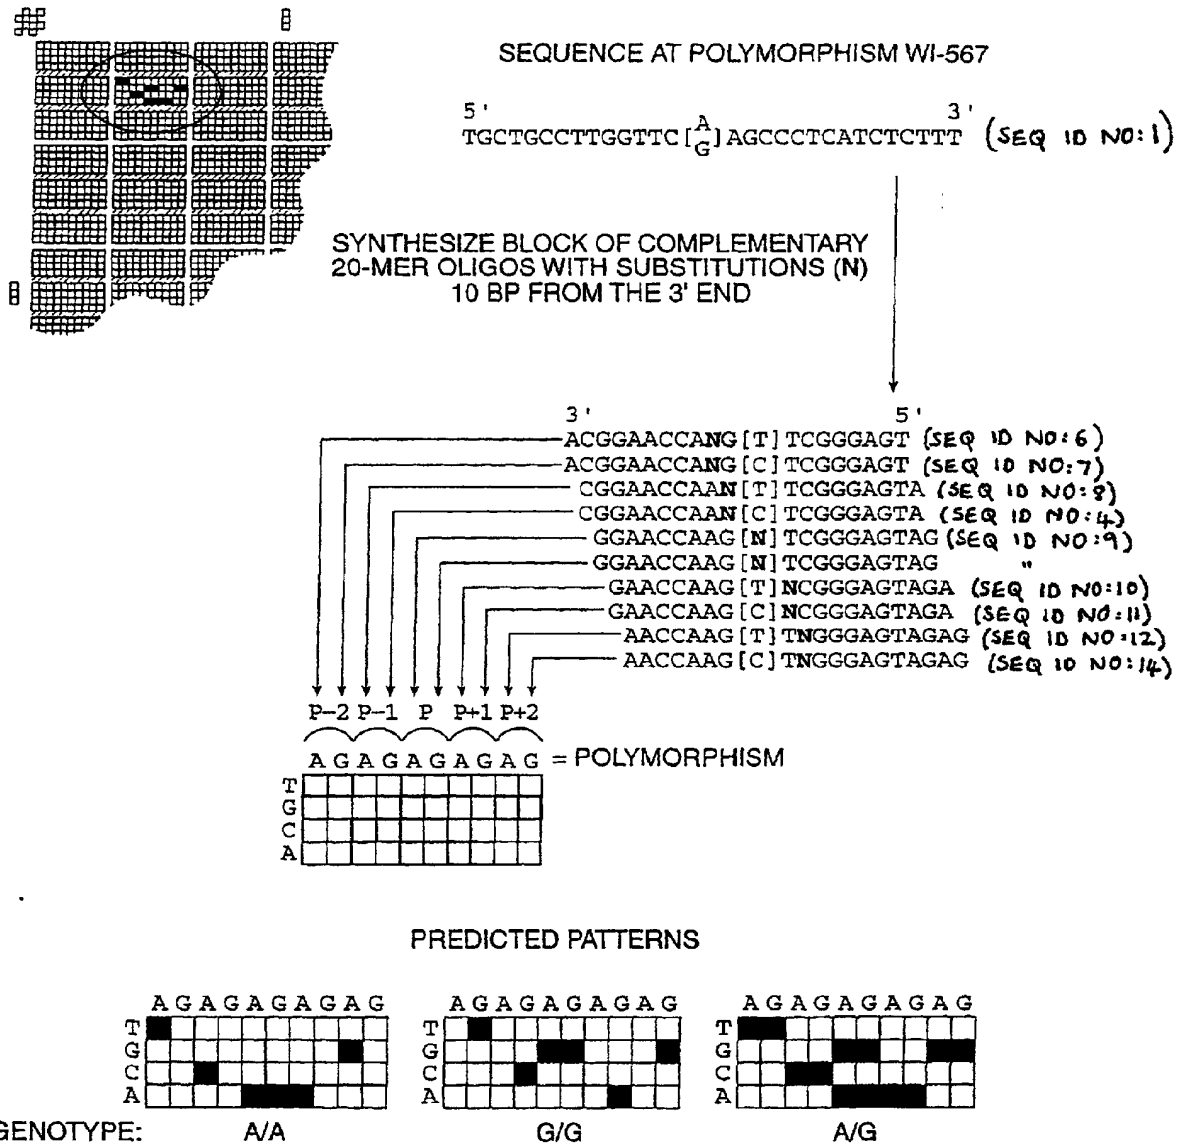 SEQUENCE AT POLYMORPHISM WI-567
5' 3'
TGCTGCCTTGGTTC[A/G]AGCCCTCATCTCTTT (SEQ ID NO:1)
SYNTHESIZE BLOCK OF COMPLEMENTARY
20-MER OLIGOS WITH SUBSTITUTIONS (N)
10 BP FROM THE 3' END
3' 5'
ACGGAACCANG[T]TCGGGAGT (SEQ ID NO:6)
ACGGAACCANG[C]TCGGGAGT (SEQ ID NO:7)
CGGAACCAAN[T]TCGGGAGTA (SEQ ID NO:8)
CGGAACCAAN[C]TCGGGAGTA (SEQ ID NO:4)
GGAACCAAG[N]TCGGGAGTAG (SEQ ID NO:9)
GGAACCAAG[N]TCGGGAGTAG "
GAACCAAG[T]NCGGGAGTAGA (SEQ ID NO:10)
GAACCAAG[C]NCGGGAGTAGA (SEQ ID NO:11)
AACCAAG[T]TNGGGAGTAGAG (SEQ ID NO:12)
AACCAAG[C]TNGGGAGTAGAG (SEQ ID NO:14)
P-2 P-1 P P+1 P+2
A G A G A G A G A G = POLYMORPHISM
T
G
C
A
PREDICTED PATTERNS
A G A G A G A G A G A G A G A G A G A G A G A G A G A G A G
T T T
G G G
C C C
A A A
GENOTYPE: A/A G/G A/G